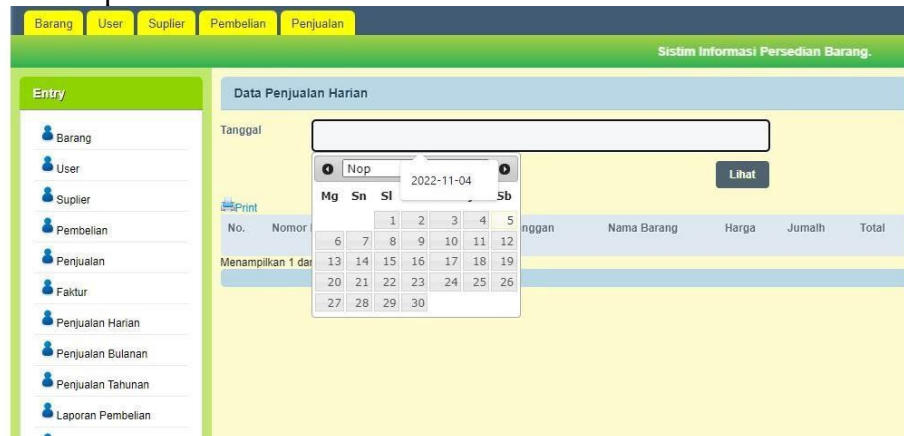 Barang User Suplier Pembelian Penjualan
Sistim Informasi Persedian Barang.
Entry
Barang
User
Suplier
Pembelian
Penjualan
Faktur
Penjualan Harian
Penjualan Bulanan
Penjualan Tahunan
Laporan Pembelian
Data Penjualan Harian
Tanggal
Nop
2022-11-04
Mg Sn Sl Sb
1 2 3 4 5
6 7 8 9 10 11 12
13 14 15 16 17 18 19
20 21 22 23 24 25 26
27 28 29 30
Lihat
Print
No. Nomor nggan Nama Barang Harga Jumalh Total
Menampilkan 1 dar